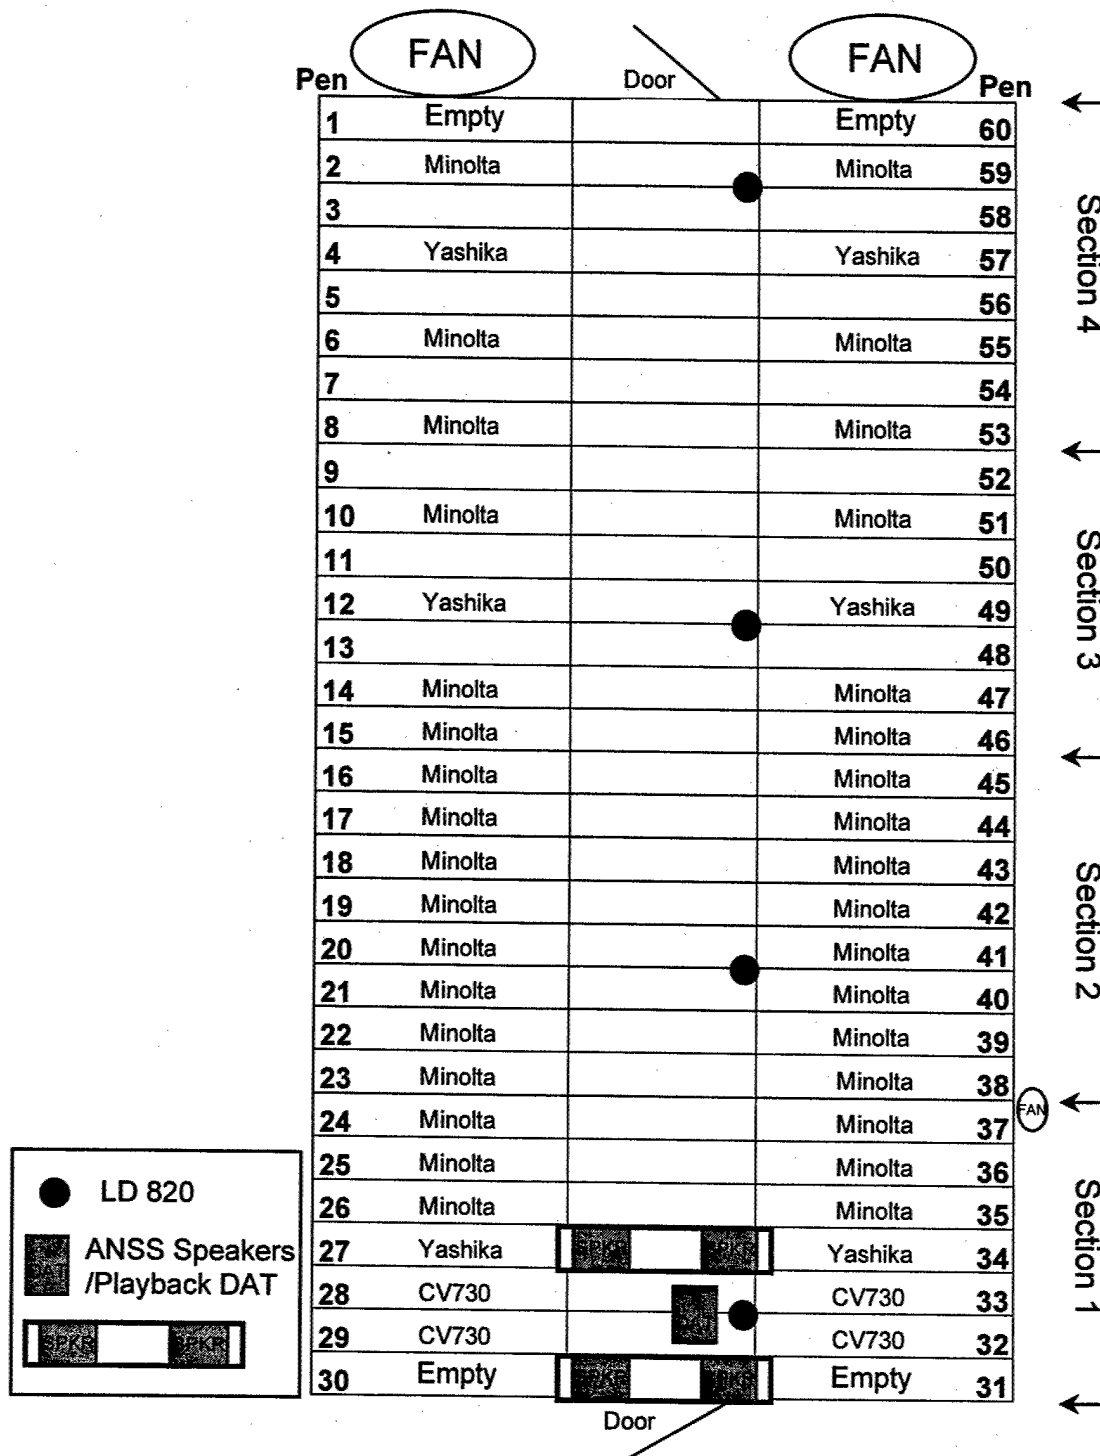 FAN Door FAN
Pen Pen
1 Empty Empty 60
2 Minolta Minolta 59
3 58
4 Yashika Yashika 57
5 56
6 Minolta Minolta 55
7 54
8 Minolta Minolta 53
Section 4
9 52
10 Minolta Minolta 51
11 50
12 Yashika Yashika 49
13 48
14 Minolta Minolta 47
15 Minolta Minolta 46
Section 3
16 Minolta Minolta 45
17 Minolta Minolta 44
18 Minolta Minolta 43
19 Minolta Minolta 42
20 Minolta Minolta 41
21 Minolta Minolta 40
22 Minolta Minolta 39
23 Minolta Minolta 38
Section 2
FAN
24 Minolta Minolta 37
25 Minolta Minolta 36
26 Minolta Minolta 35
27 Yashika SPKR SPKR Yashika 34
28 CV730 CV730 33
DAT
29 CV730 CV730 32
30 Empty SPKR SPKR Empty 31
Section 1
Door
LD 820
DAT ANSS Speakers
/Playback DAT
SPKR SPKR